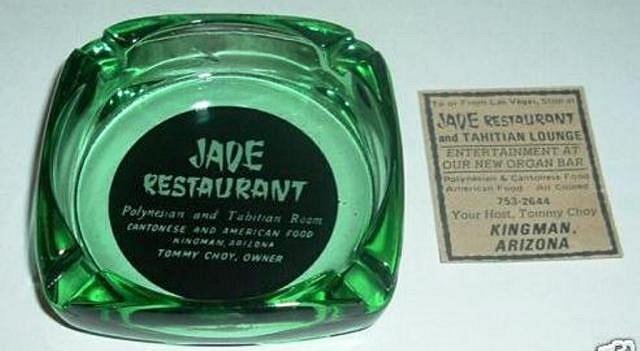 JADE
RESTAURANT
Polynesian and Tahitian Room
CANTONESE AND AMERICAN FOOD
KINGMAN, ARIZONA
TOMMY CHOY, OWNER
To or From Las Vegas, Stop at
JADE RESTAURANT
and TAHITIAN LOUNGE
ENTERTAINMENT AT
OUR NEW ORGAN BAR
Polynesian & Cantonese Food
American Food Air Cooled
753-2644
Your Host, Tommy Choy
KINGMAN,
ARIZONA